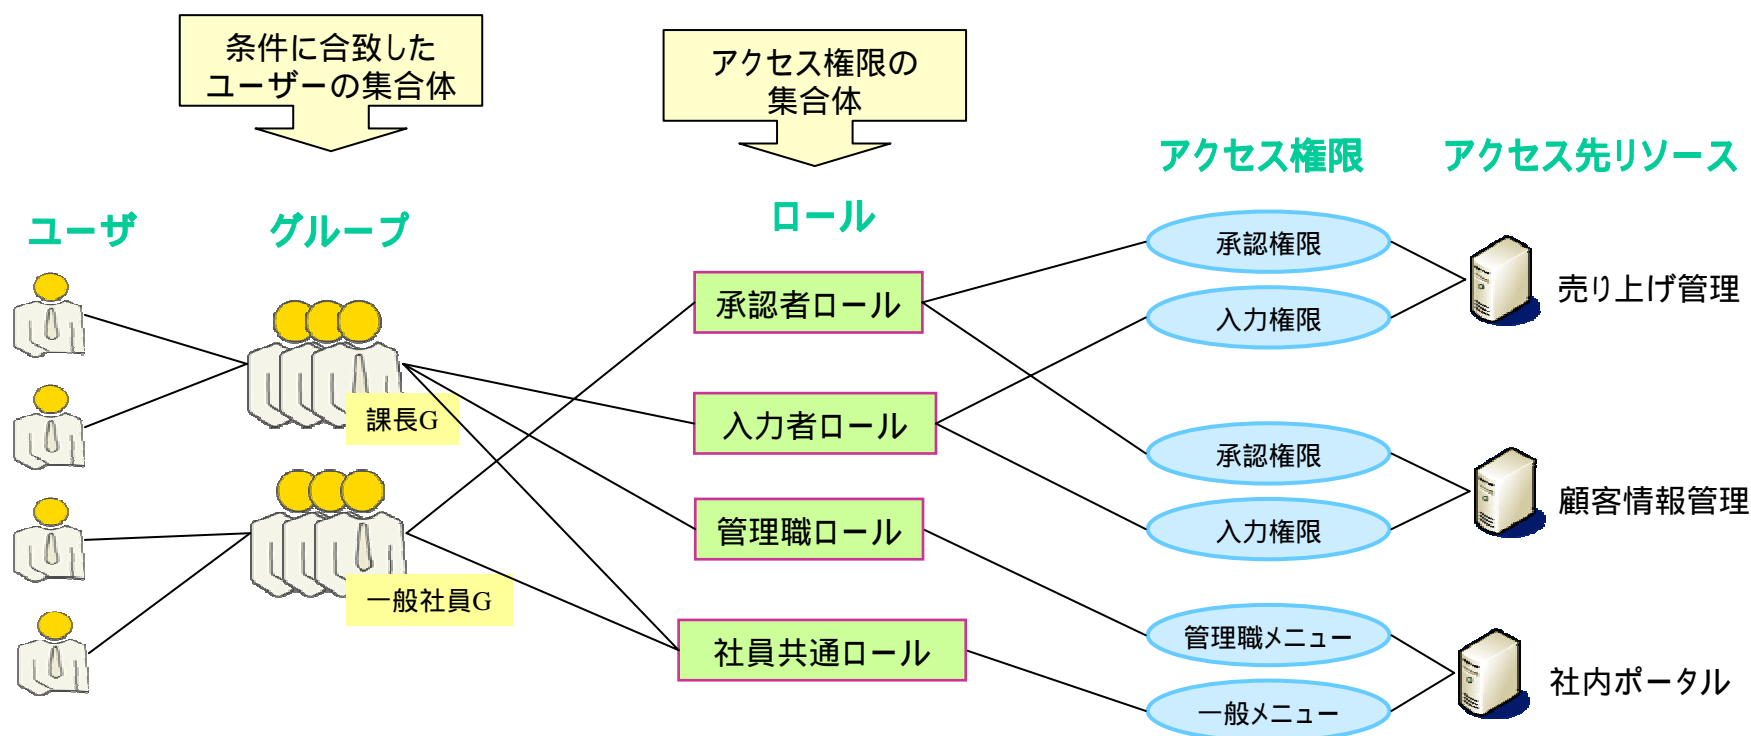 条件に合致した
ユーザーの集合体
アクセス権限の
集合体
アクセス権限
アクセス先リソース
ユーザ
グループ
ロール
承認権限
入力権限
売り上げ管理
承認者ロール
課長G
入力者ロール
承認権限
入力権限
顧客情報管理
管理職ロール
一般社員G
社員共通ロール
管理職メニュー
一般メニュー
社内ポータル